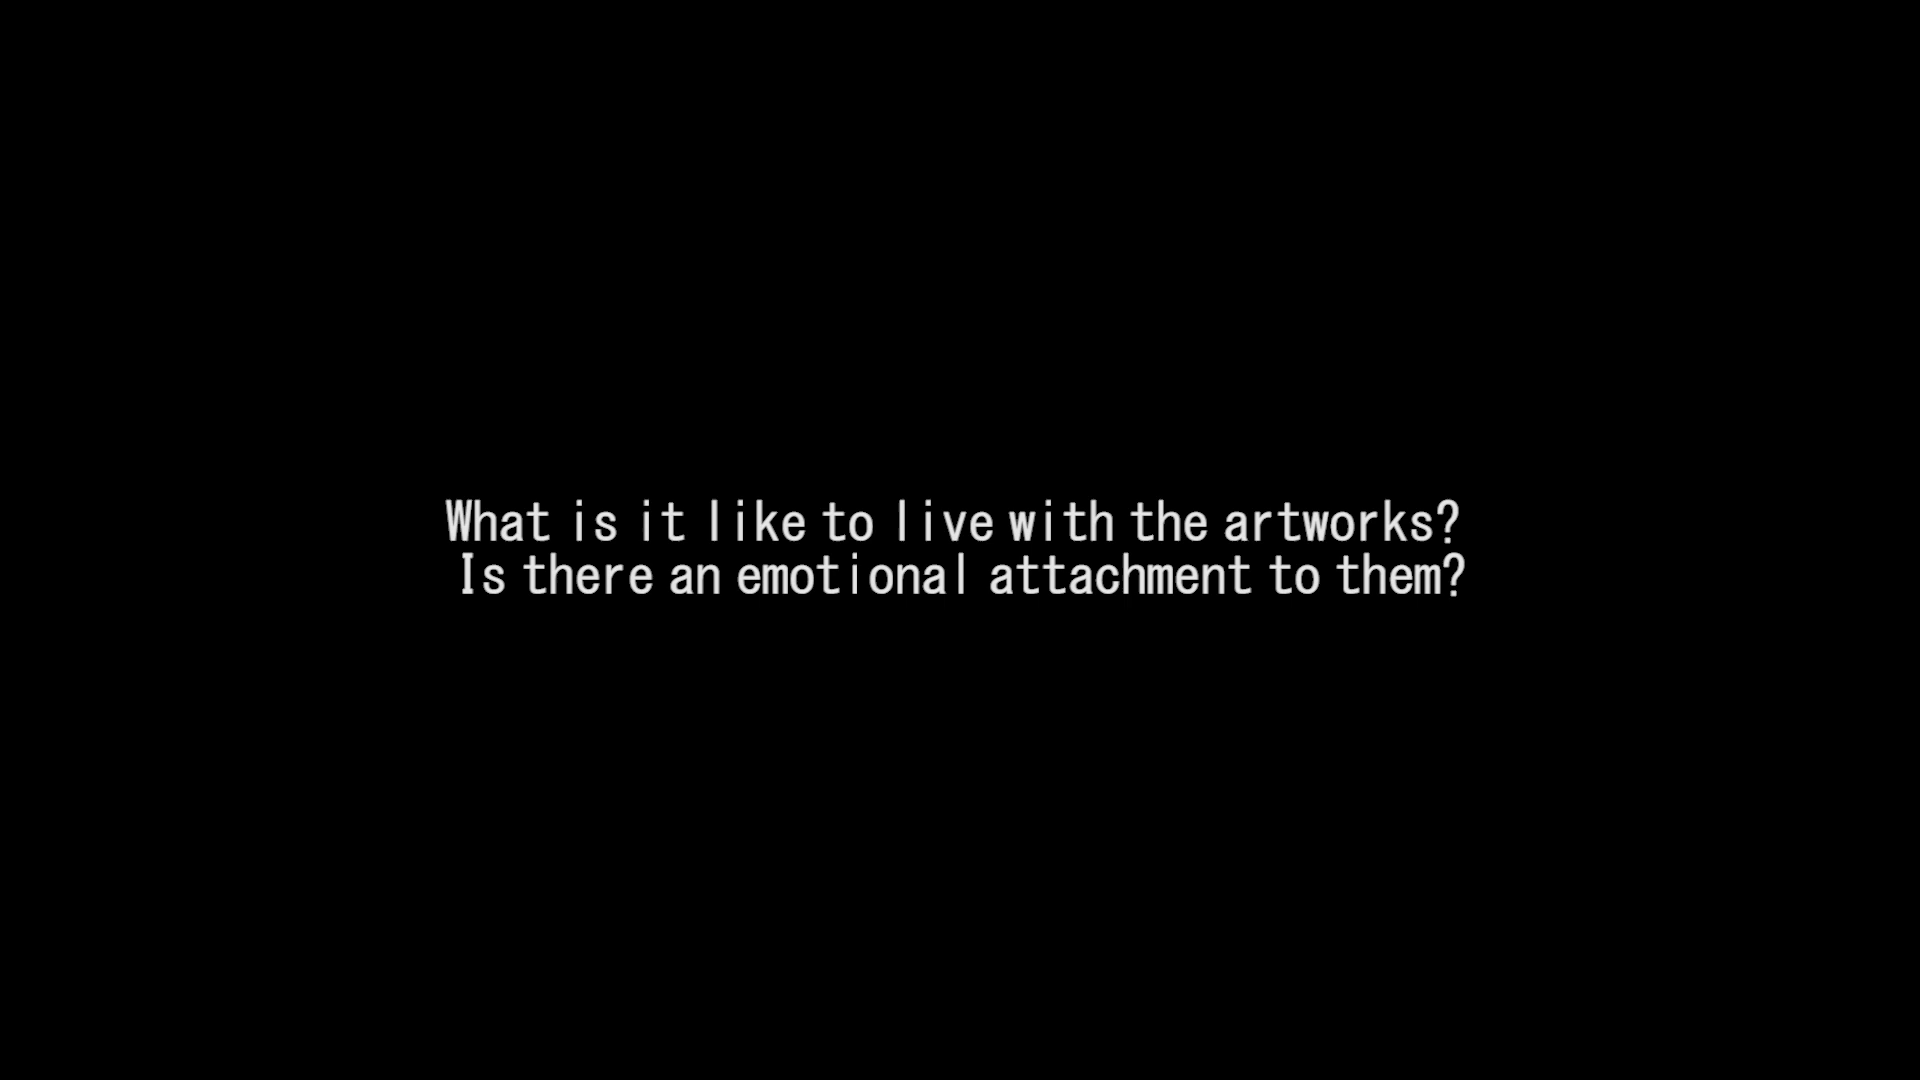 What is it like to live with the artworks?
Is there an emotional attachment to them?